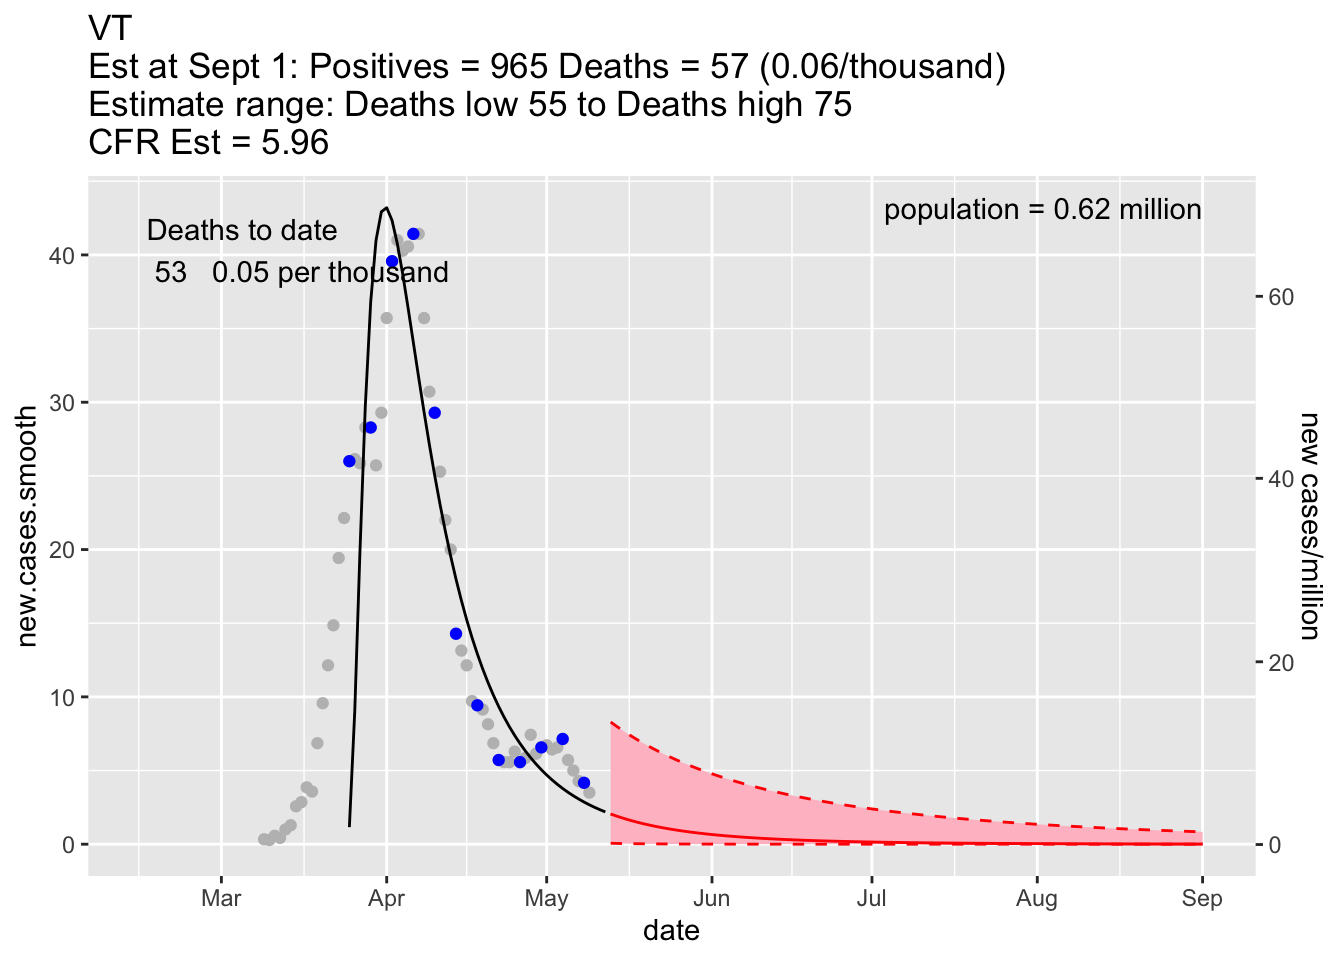 VT
Est at Sept 1: Positives = 965 Deaths = 57 (0.06/thousand)
Estimate range: Deaths low 55 to Deaths high 75
CFR Est = 5.96
Deaths to date
53 0.05 per thousand
population = 0.62 million
new.cases.smooth
40
30
20
10
0
60
40
20
0
new cases/million
Mar
Apr
May
Jun
Jul
Aug
Sep
date